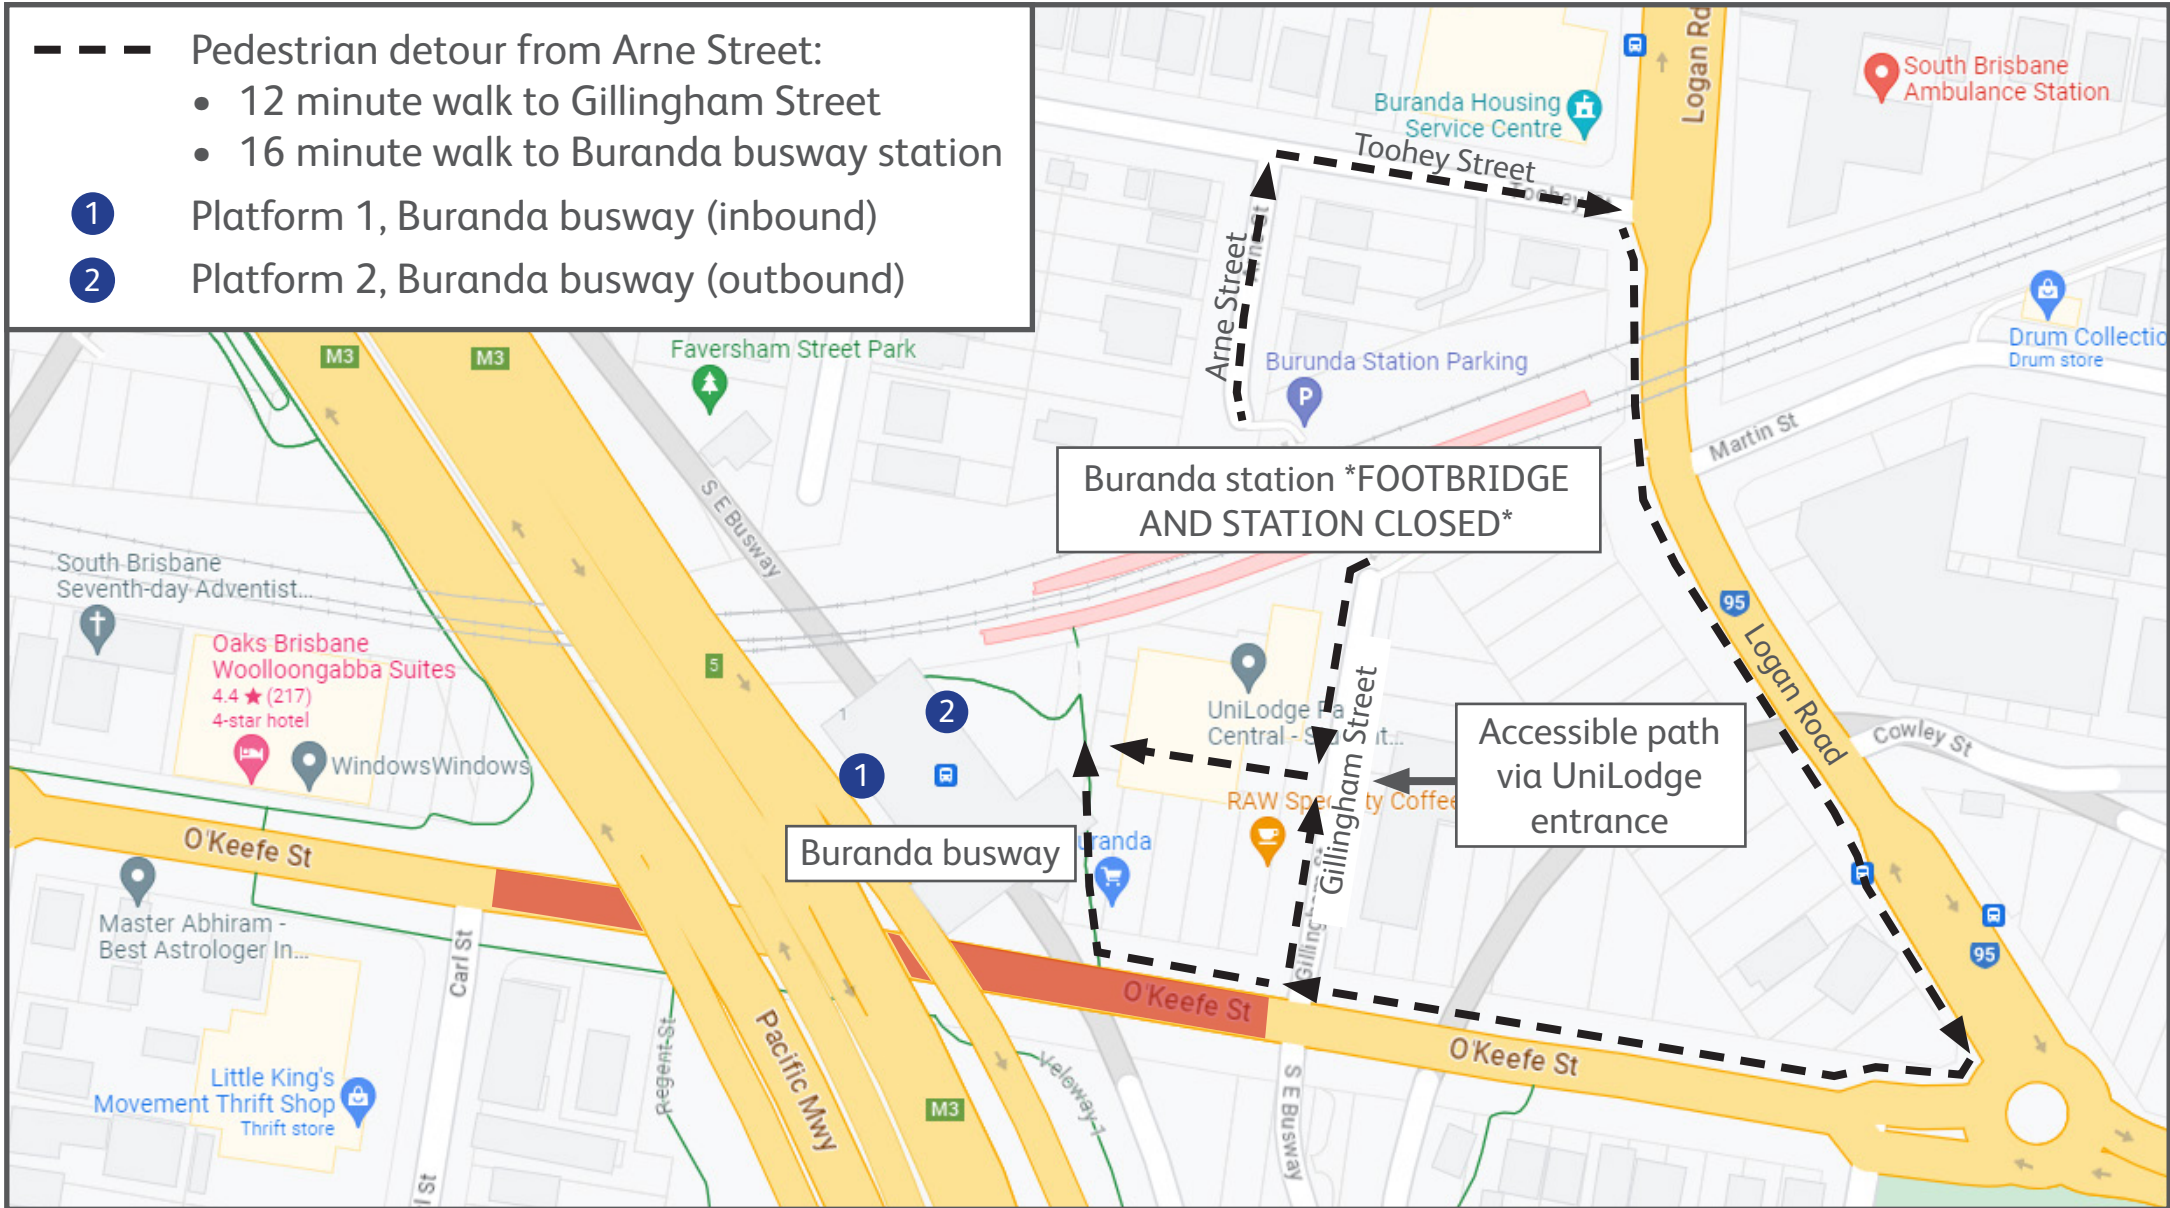 Pedestrian detour from Arne Street:
• 12 minute walk to Gillingham Street
• 16 minute walk to Buranda busway station
1 Platform 1, Buranda busway (inbound)
2 Platform 2, Buranda busway (outbound)
Logan Rd
South Brisbane
Ambulance Station
Buranda Housing
Service Centre
Toohey Street
Arne Street
Arne St
M3
M3
Faversham Street Park
Burunda Station Parking
P
Drum Collectio
Drum store
Martin St
Buranda station *FOOTBRIDGE
AND STATION CLOSED*
S E Busway
South Brisbane
Seventh-day Adventist...
95
Logan Road
Oaks Brisbane
Woolloongabba Suites
4.4 ★ (217)
4-star hotel
5
WindowsWindows
1
2
1
UniLodge
Central -
Gillingham Street
Gillingham St
Accessible path
via UniLodge
entrance
Cowley St
RAW
Coffee
O'Keefe St
Buranda busway
Master Abhiram -
Best Astrologer In...
Carl St
95
O'Keefe St
O'Keefe St
Pacific Mwy
Regent St
Veloway 1
S E Busway
M3
Little King's
Movement Thrift Shop
Thrift store